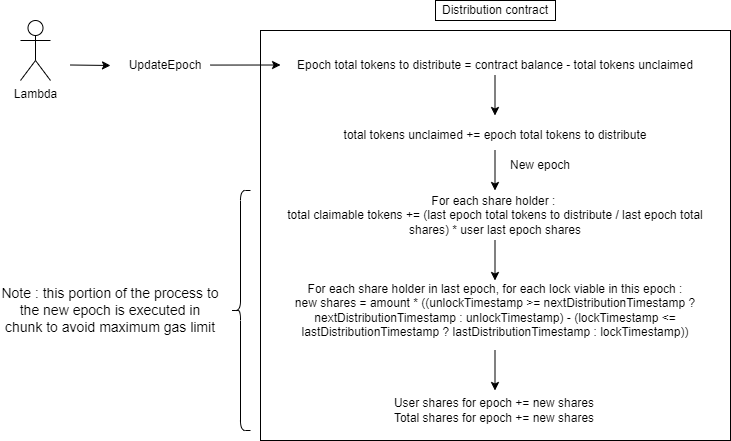 Distribution contract
Lambda
UpdateEpoch
Epoch total tokens to distribute = contract balance - total tokens unclaimed
total tokens unclaimed += epoch total tokens to distribute
New epoch
For each share holder :
total claimable tokens += (last epoch total tokens to distribute / last epoch total
shares) * user last epoch shares
Note : this portion of the process to
the new epoch is executed in
chunk to avoid maximum gas limit
For each share holder in last epoch, for each lock viable in this epoch :
new shares = amount * ((unlockTimestamp >= nextDistributionTimestamp ?
nextDistributionTimestamp : unlockTimestamp) - (lockTimestamp <=
lastDistributionTimestamp ? lastDistributionTimestamp : lockTimestamp))
User shares for epoch += new shares
Total shares for epoch += new shares